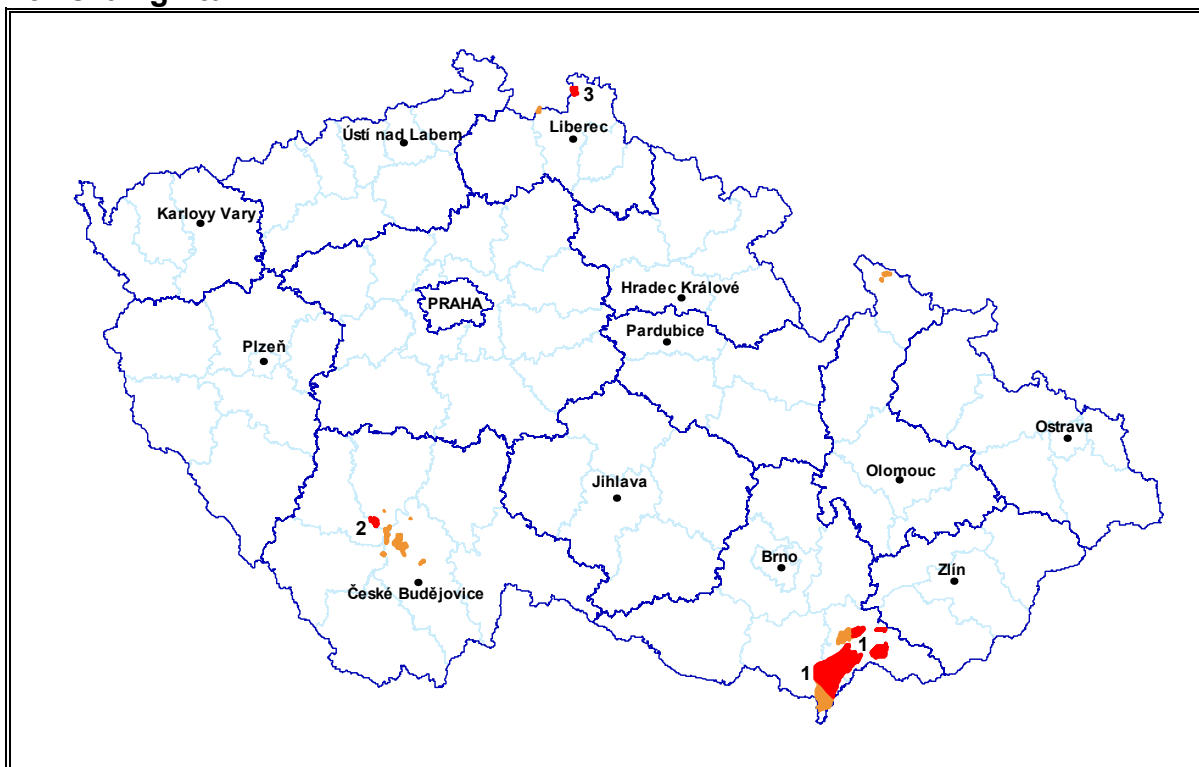 3
Liberec
Ústí nad Labem
Karlovy Vary
Hradec Králové
PRAHA
Pardubice
Plzeň
Ostrava
Olomouc
Jihlava
2
Brno
Zlín
České Budějovice
1
1